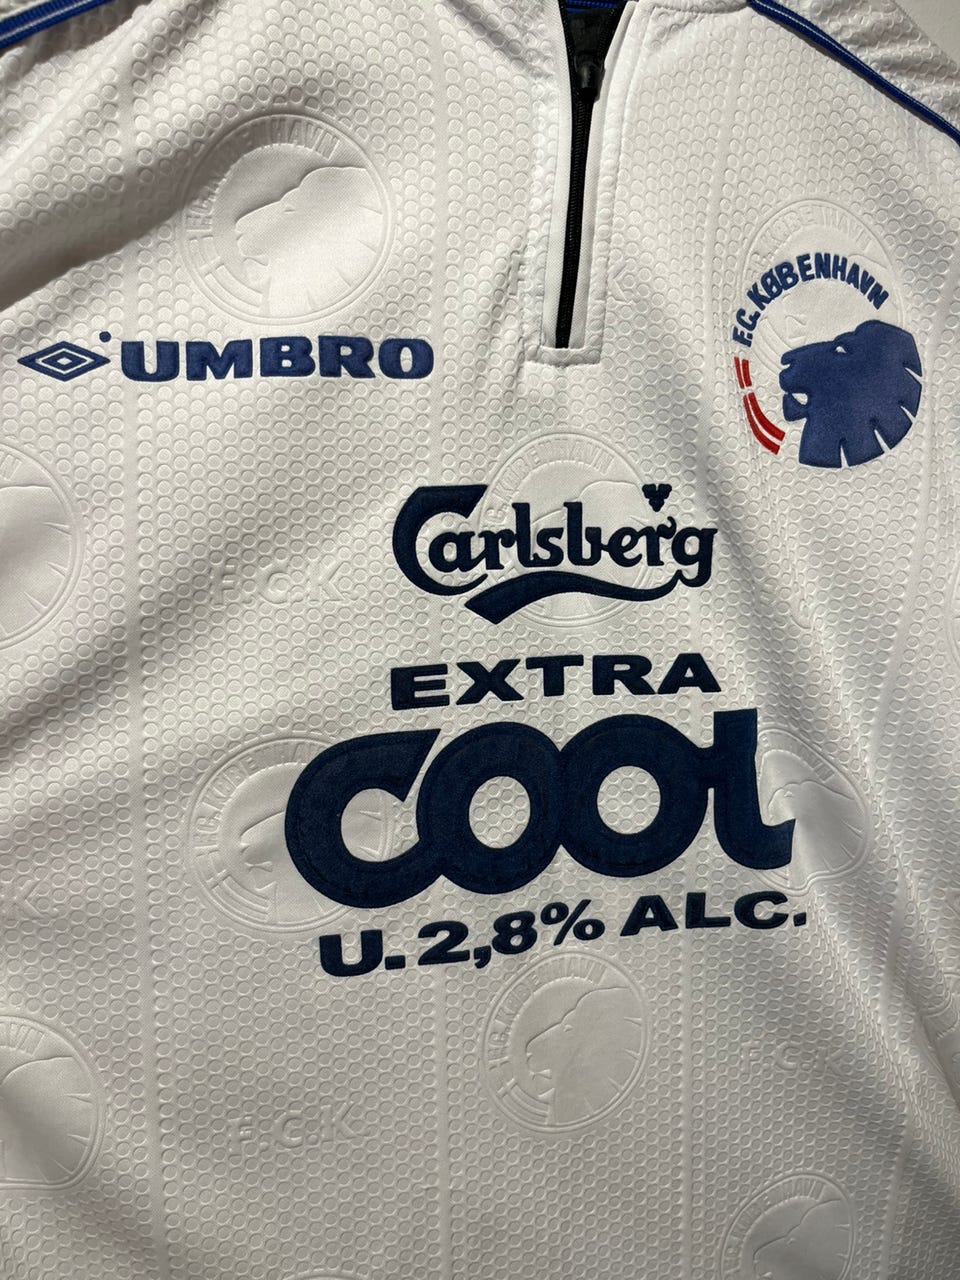 UMBRO
F.C. KØBENHAVN
Carlsberg
EXTRA
COOL
U. 2,8% ALC.
F.C.K
F.C.K
F.C.K